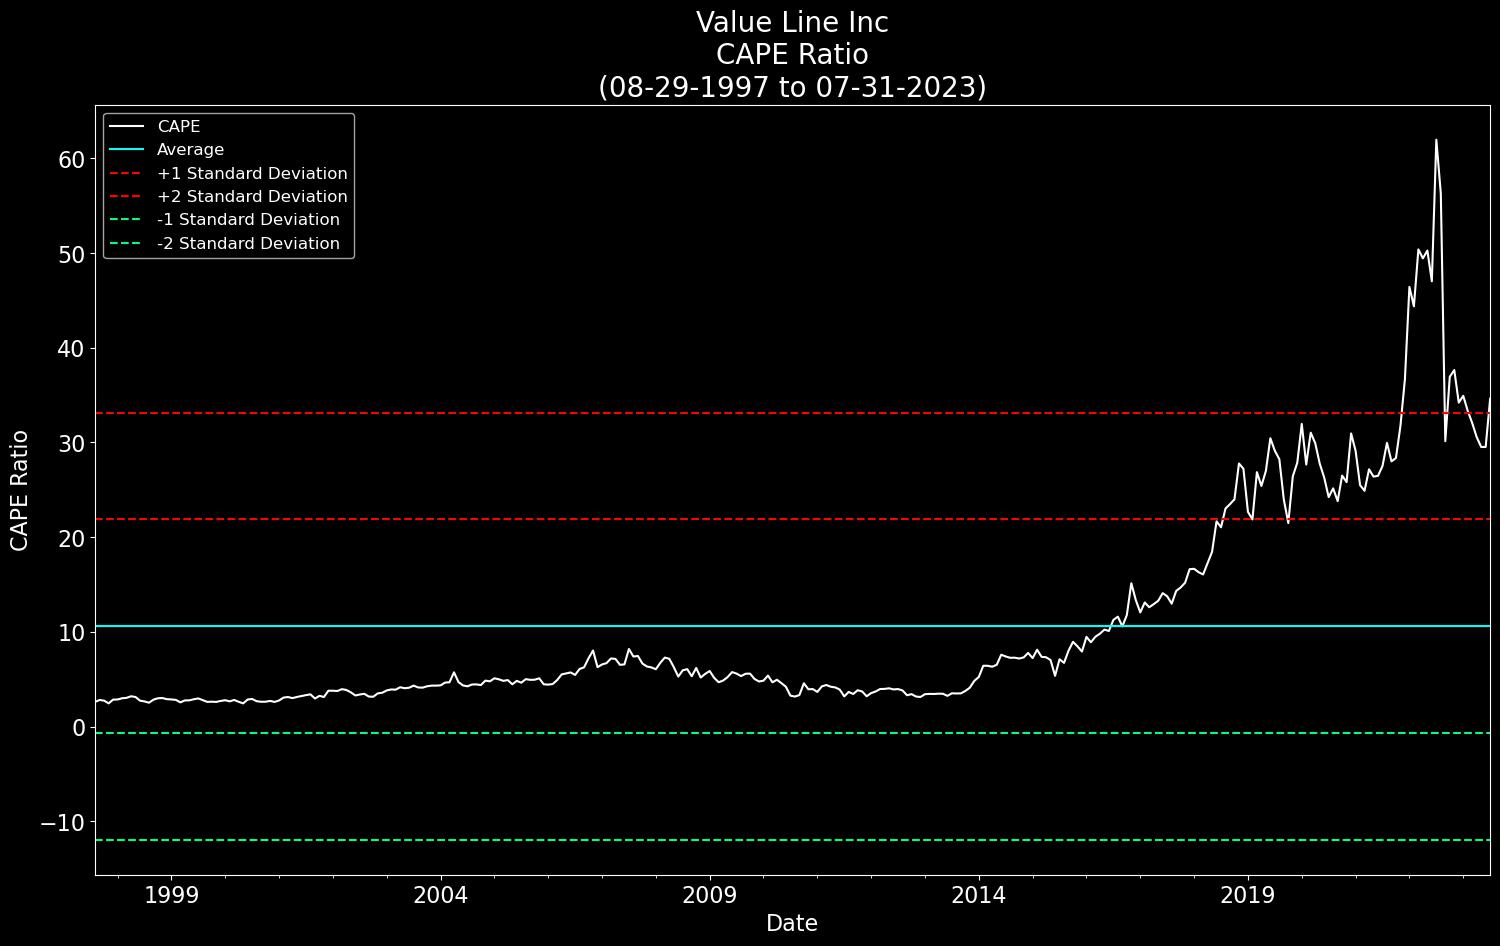 Value Line Inc
CAPE Ratio
(08-29-1997 to 07-31-2023)
CAPE
Average
+1 Standard Deviation
+2 Standard Deviation
-1 Standard Deviation
-2 Standard Deviation
60
50
40
30
20
10
0
−10
CAPE Ratio
1999
2004
2009
2014
2019
Date